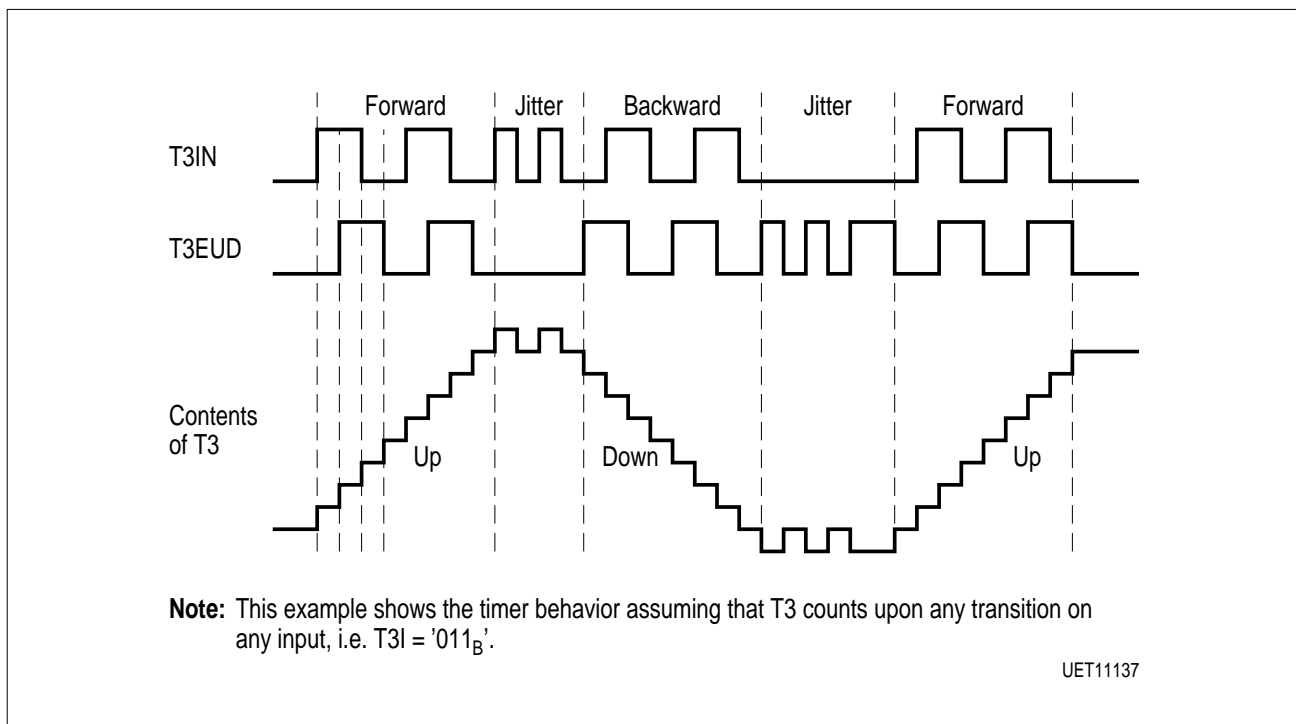 Forward Jitter Backward Jitter Forward
T3IN
T3EUD
Contents
of T3
Up Down Up
Note: This example shows the timer behavior assuming that T3 counts upon any transition on
any input, i.e. T3I = '011B'.
UET11137